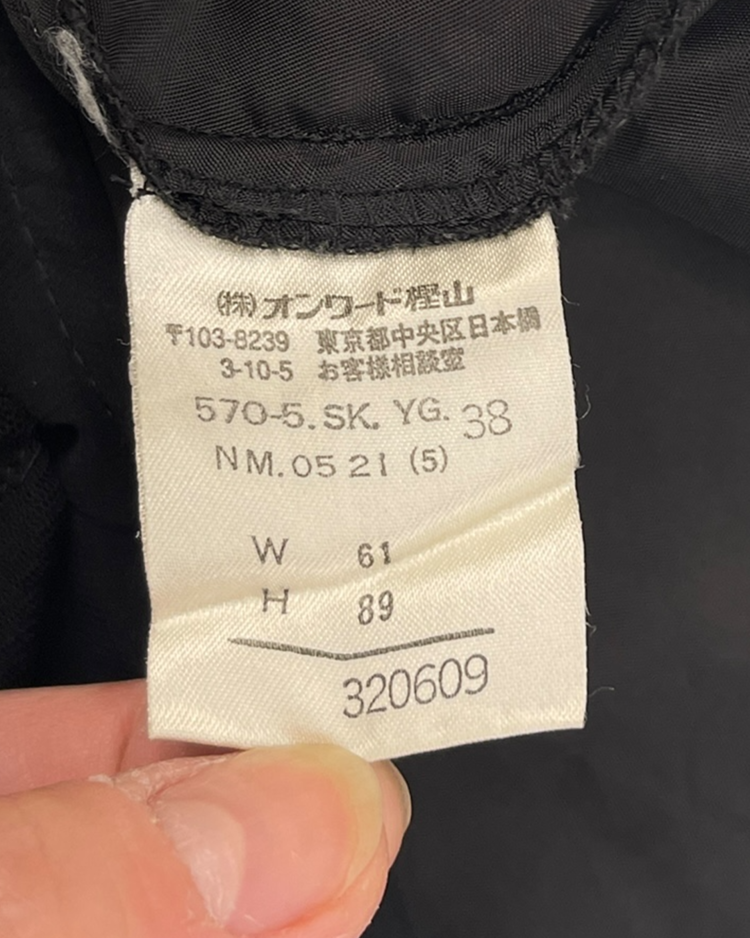 (株)オンワード樫山
〒103-8239 東京都中央区日本橋
3-10-5 お客様相談室
570-5.SK.YG.38
NM.0521(5)
W 61
H 89
320609